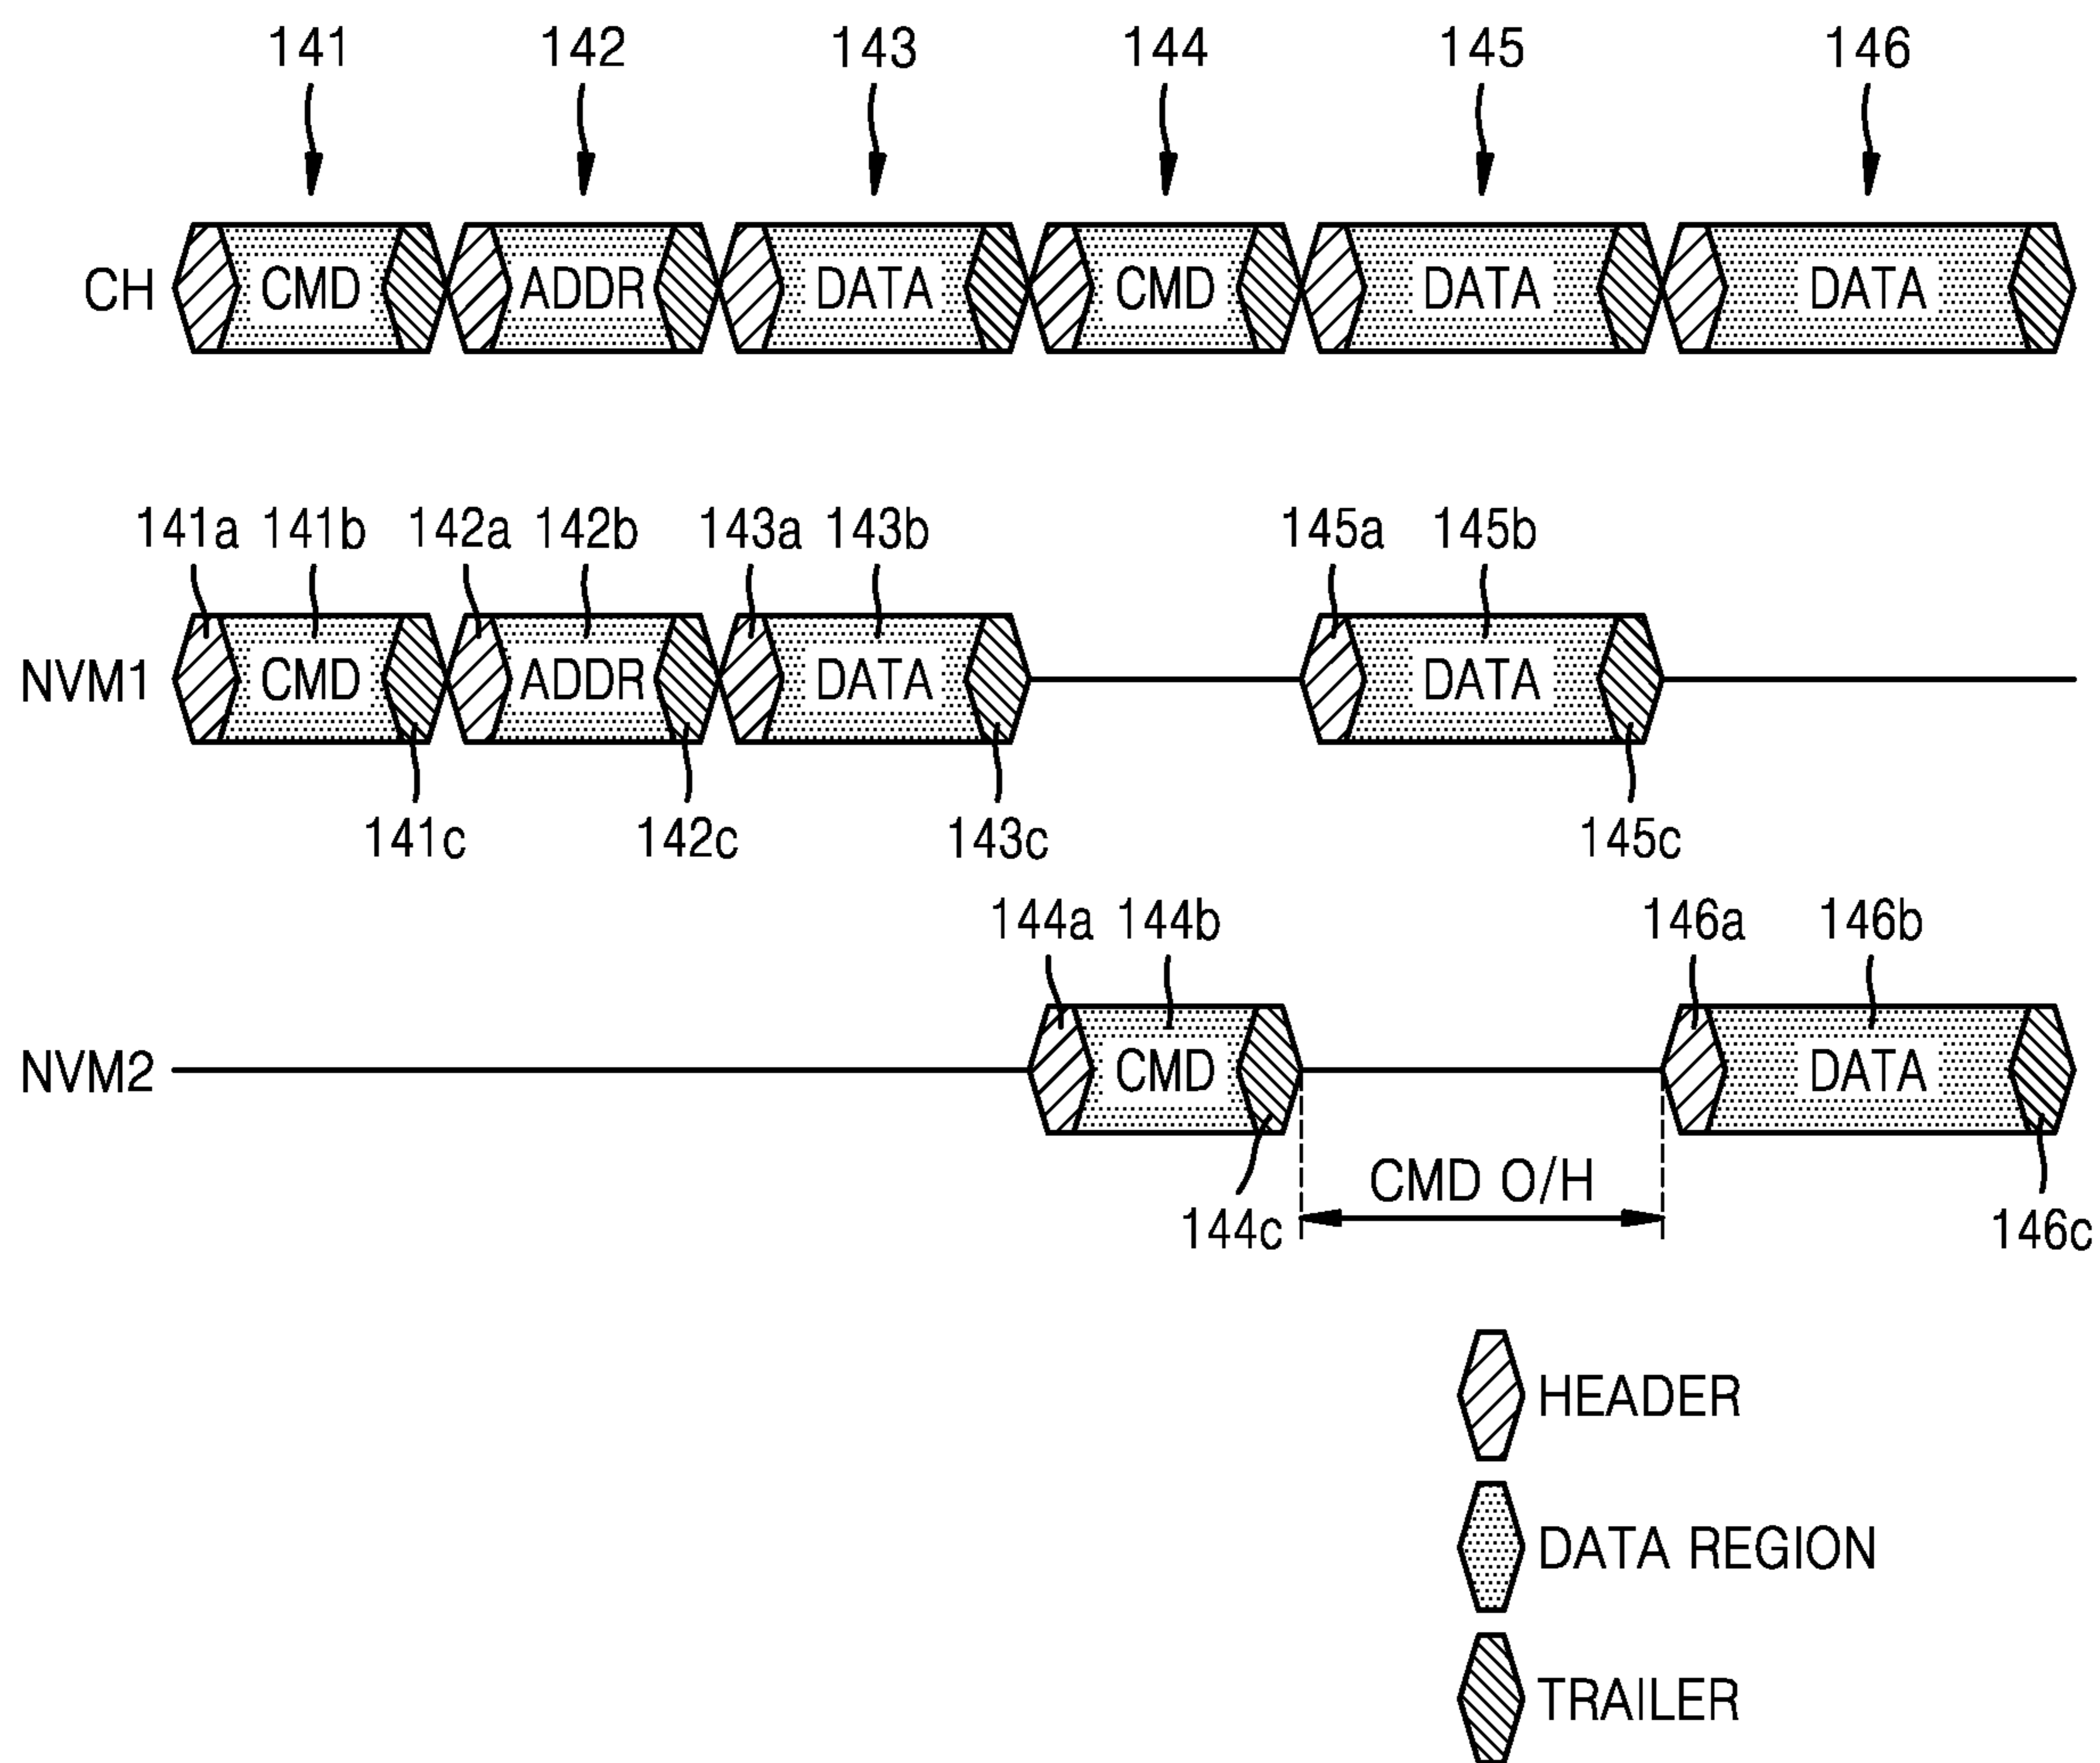 141 142 143 144 145 146
CH CMD ADDR DATA CMD DATA DATA
141a 141b 142a 142b 143a 143b 145a 145b
NVM1 CMD ADDR DATA DATA
141c 142c 143c 145c
144a 144b 146a 146b
NVM2 CMD DATA
CMD O/H
144c 146c
HEADER
DATA REGION
TRAILER